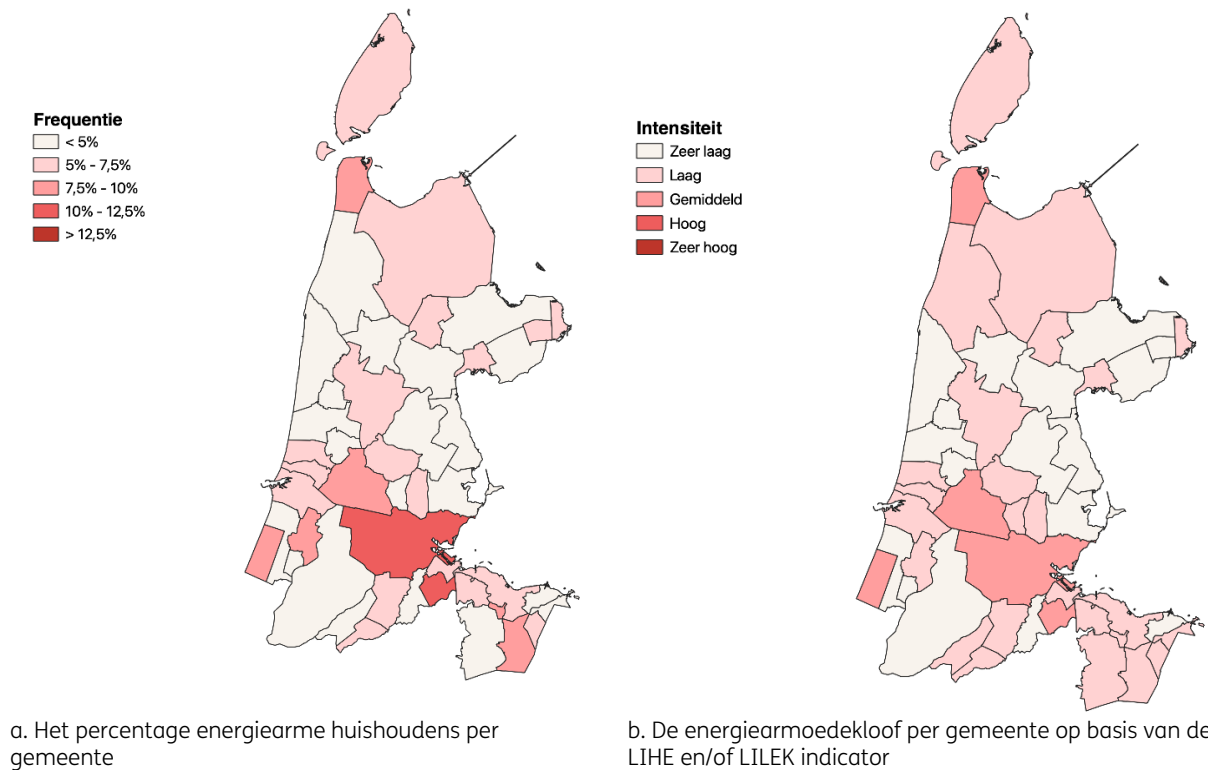 Frequentie
< 5%
5% - 7,5%
7,5% - 10%
10% - 12,5%
> 12,5%
Intensiteit
Zeer laag
Laag
Gemiddeld
Hoog
Zeer hoog
a. Het percentage energiearme huishoudens per
gemeente
b. De energiearmoedekloof per gemeente op basis van de
LIHE en/of LILEK indicator